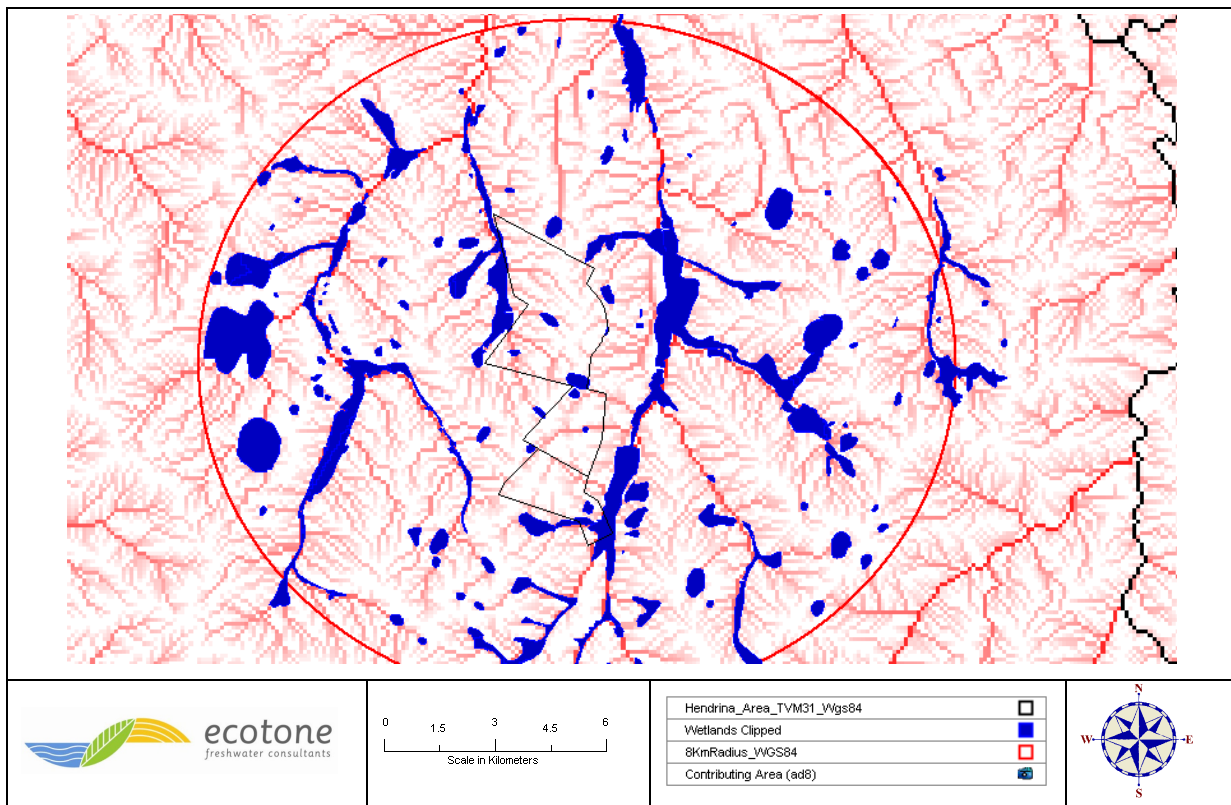 ecotone
freshwater consultants
0 1.5 3 4.5 6
Scale in Kilometers
Hendrina_Area_TVM31_Wgs84
Wetlands Clipped
8KmRadius_WGS84
Contributing Area (ad8)
N
W E
S